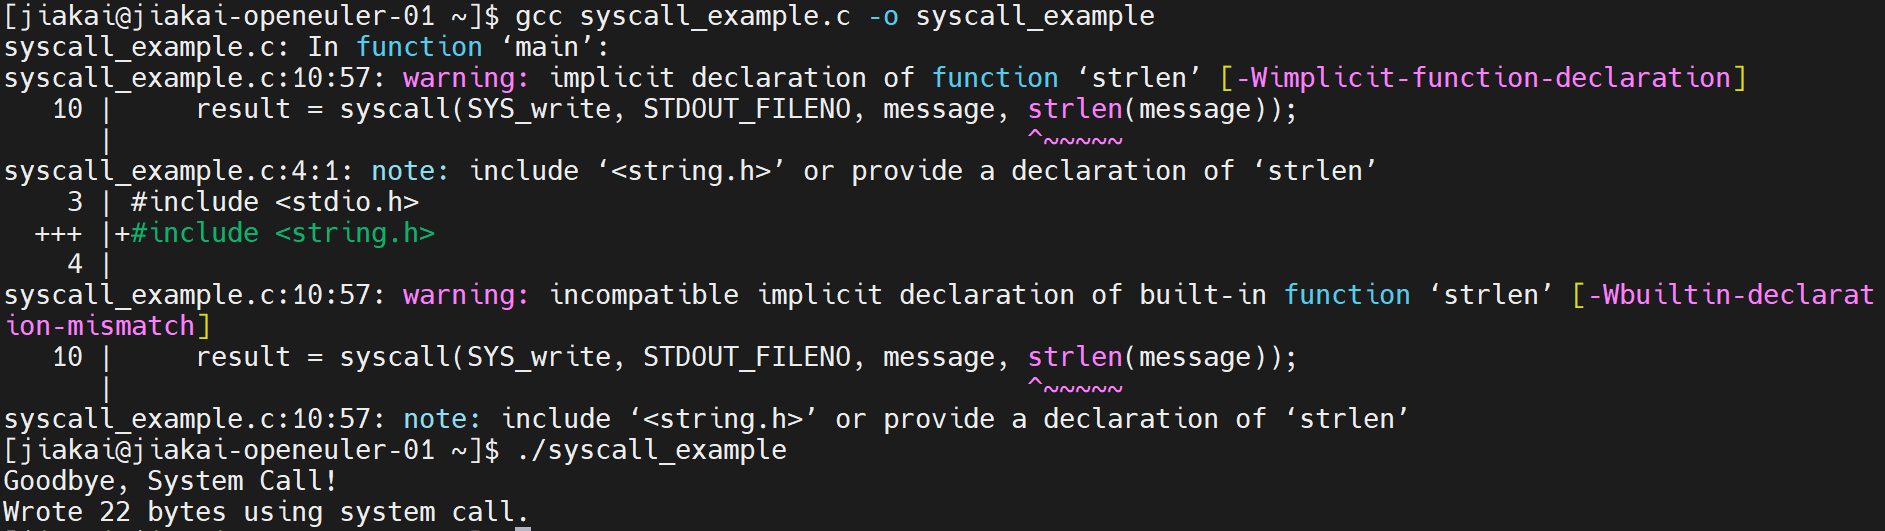 [jiakai@jiakai-openeuler-01 ~]$ gcc syscall_example.c -o syscall_example
syscall_example.c: In function ‘main’:
syscall_example.c:10:57: warning: implicit declaration of function ‘strlen’ [-Wimplicit-function-declaration]
   10 |     result = syscall(SYS_write, STDOUT_FILENO, message, strlen(message));
      |                                                         ^~~~~~
syscall_example.c:4:1: note: include ‘<string.h>’ or provide a declaration of ‘strlen’
    3 | #include <stdio.h>
  +++ |+#include <string.h>
    4 |
syscall_example.c:10:57: warning: incompatible implicit declaration of built-in function ‘strlen’ [-Wbuiltin-declarat
ion-mismatch]
   10 |     result = syscall(SYS_write, STDOUT_FILENO, message, strlen(message));
      |                                                         ^~~~~~
syscall_example.c:10:57: note: include ‘<string.h>’ or provide a declaration of ‘strlen’
[jiakai@jiakai-openeuler-01 ~]$ ./syscall_example
Goodbye, System Call!
Wrote 22 bytes using system call.